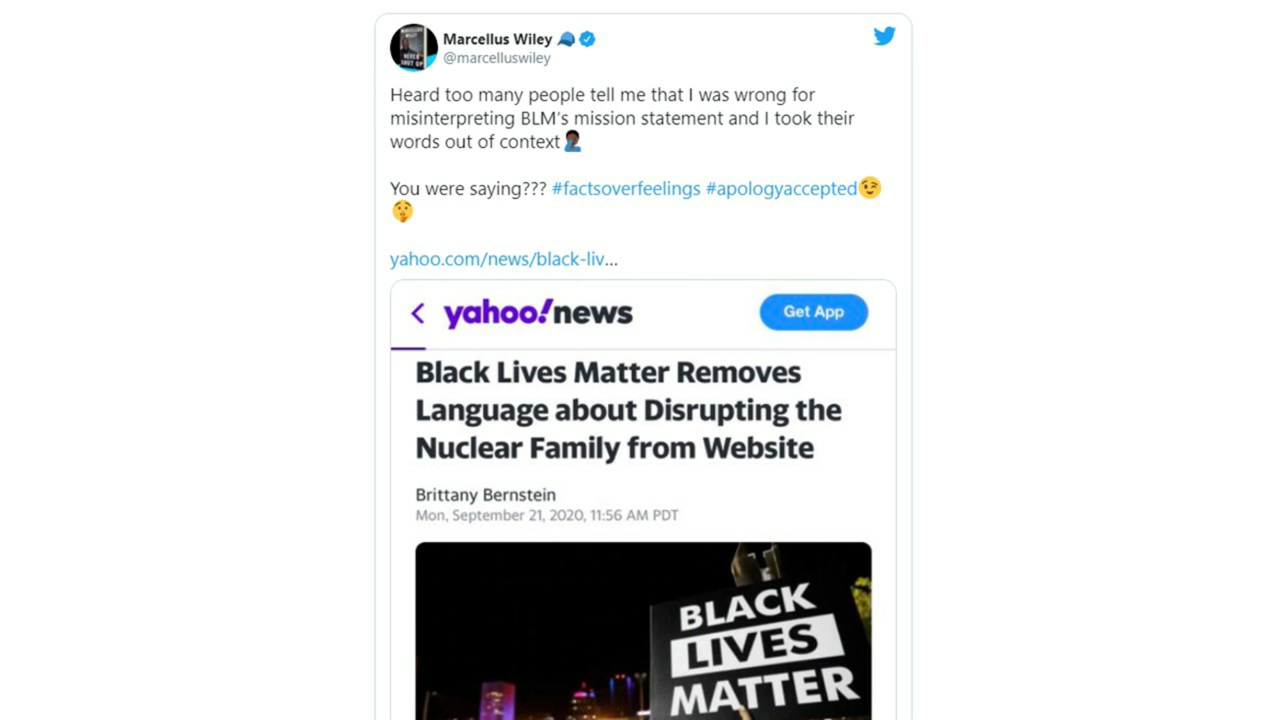 Marcellus Wiley
@marcelluswiley
Heard too many people tell me that I was wrong for
misinterpreting BLM's mission statement and I took their
words out of context
You were saying??? #factsoverfeelings #apologyaccepted
yahoo.com/news/black-liv...
yahoo!news
Get App
Black Lives Matter Removes
Language about Disrupting the
Nuclear Family from Website
Brittany Bernstein
Mon, September 21, 2020, 11:56 AM PDT
BLACK
LIVES
MATTER